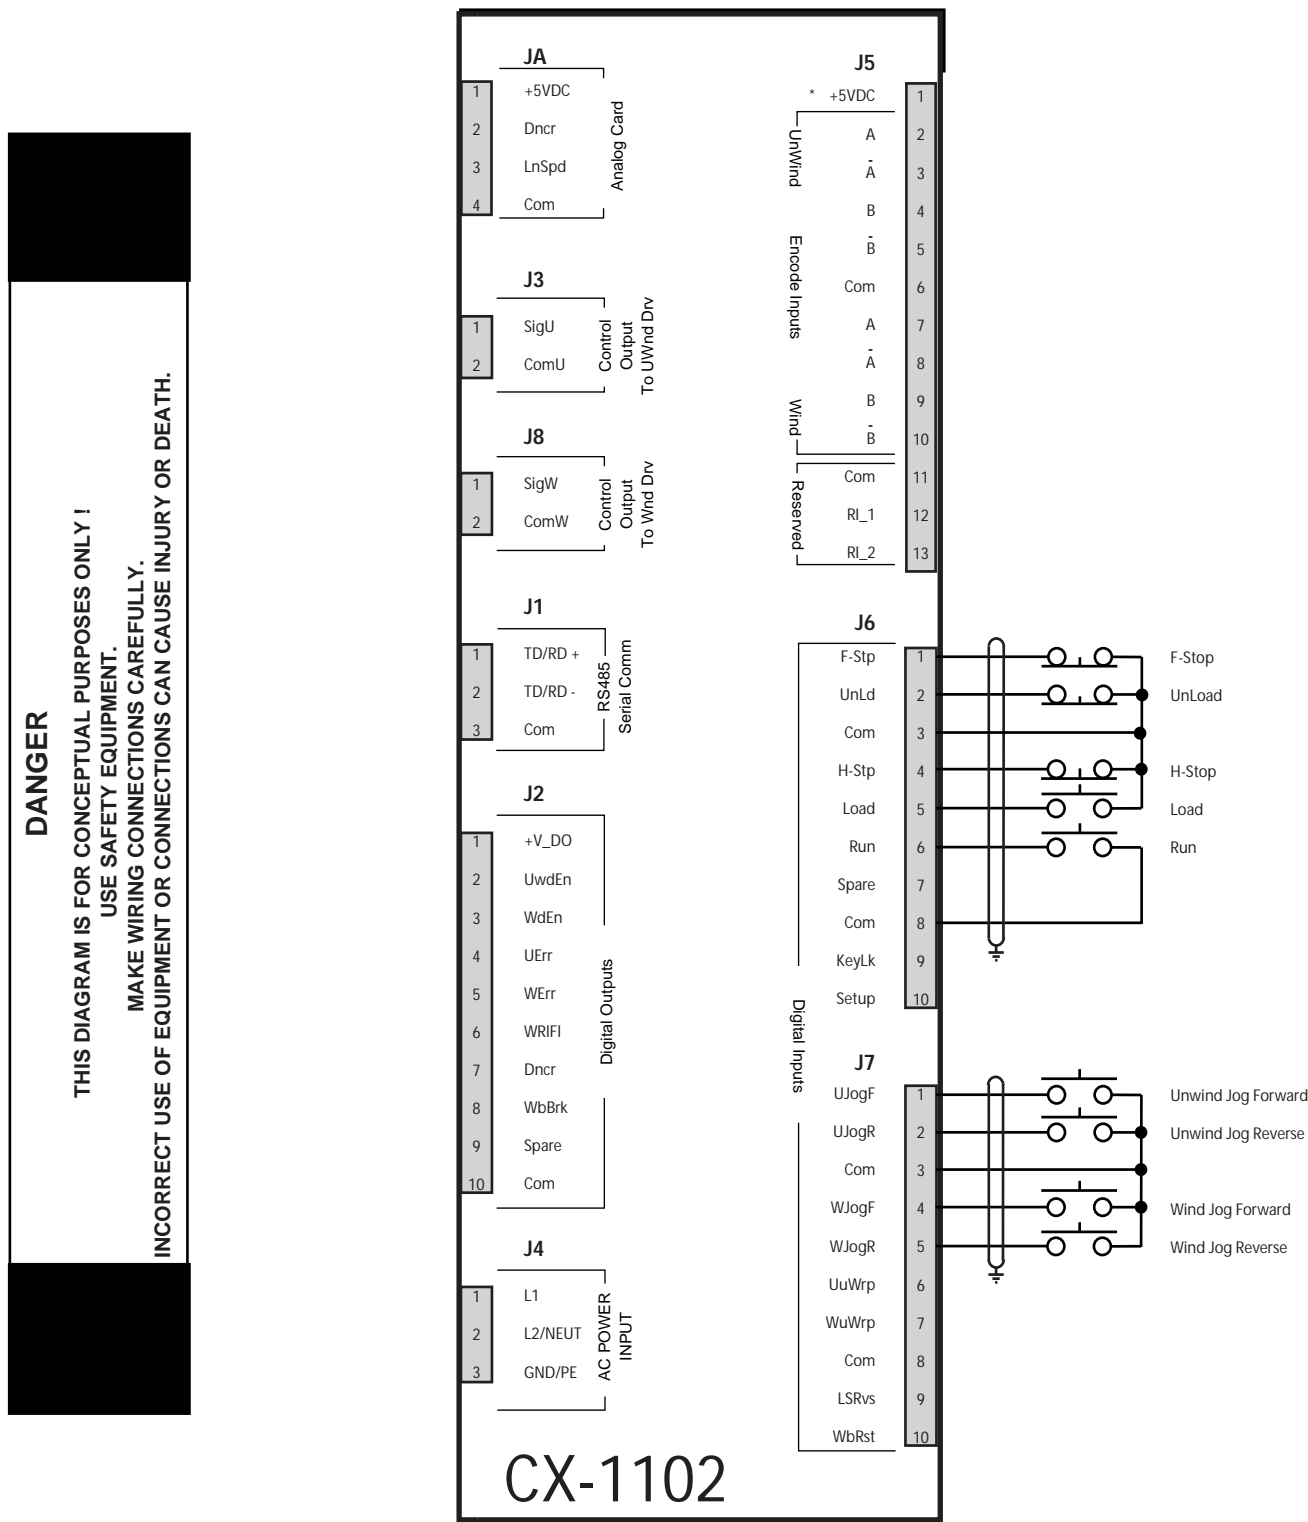 DANGER
THIS DIAGRAM IS FOR CONCEPTUAL PURPOSES ONLY !
USE SAFETY EQUIPMENT.
MAKE WIRING CONNECTIONS CAREFULLY.
INCORRECT USE OF EQUIPMENT OR CONNECTIONS CAN CAUSE INJURY OR DEATH.
JA
1 +5VDC
2 Dncr
3 LnSpd
4 Com
Analog Card
J3
1 SigU
2 ComU
Control
Output
To UWnd Drv
J8
1 SigW
2 ComW
Control
Output
To Wnd Drv
J1
1 TD/RD +
2 TD/RD -
3 Com
RS485
Serial Comm
J2
1 +V_DO
2 UwdEn
3 WdEn
4 UErr
5 WErr
6 WRIFI
7 Dncr
8 WbBrk
9 Spare
10 Com
Digital Outputs
J4
1 L1
2 L2/NEUT
3 GND/PE
AC POWER
INPUT
J5
* +5VDC 1
A 2
A̅ 3
B 4
B̅ 5
Com 6
A 7
A̅ 8
B 9
B̅ 10
Com 11
RI_1 12
RI_2 13
UnWind
Encode Inputs
Wind
Reserved
J6
F-Stp 1 F-Stop
UnLd 2 UnLoad
Com 3
H-Stp 4 H-Stop
Load 5 Load
Run 6 Run
Spare 7
Com 8
KeyLk 9
Setup 10
Digital Inputs
J7
UJogF 1 Unwind Jog Forward
UJogR 2 Unwind Jog Reverse
Com 3
WJogF 4 Wind Jog Forward
WJogR 5 Wind Jog Reverse
UuWrp 6
WuWrp 7
Com 8
LSRvs 9
WbRst 10
CX-1102